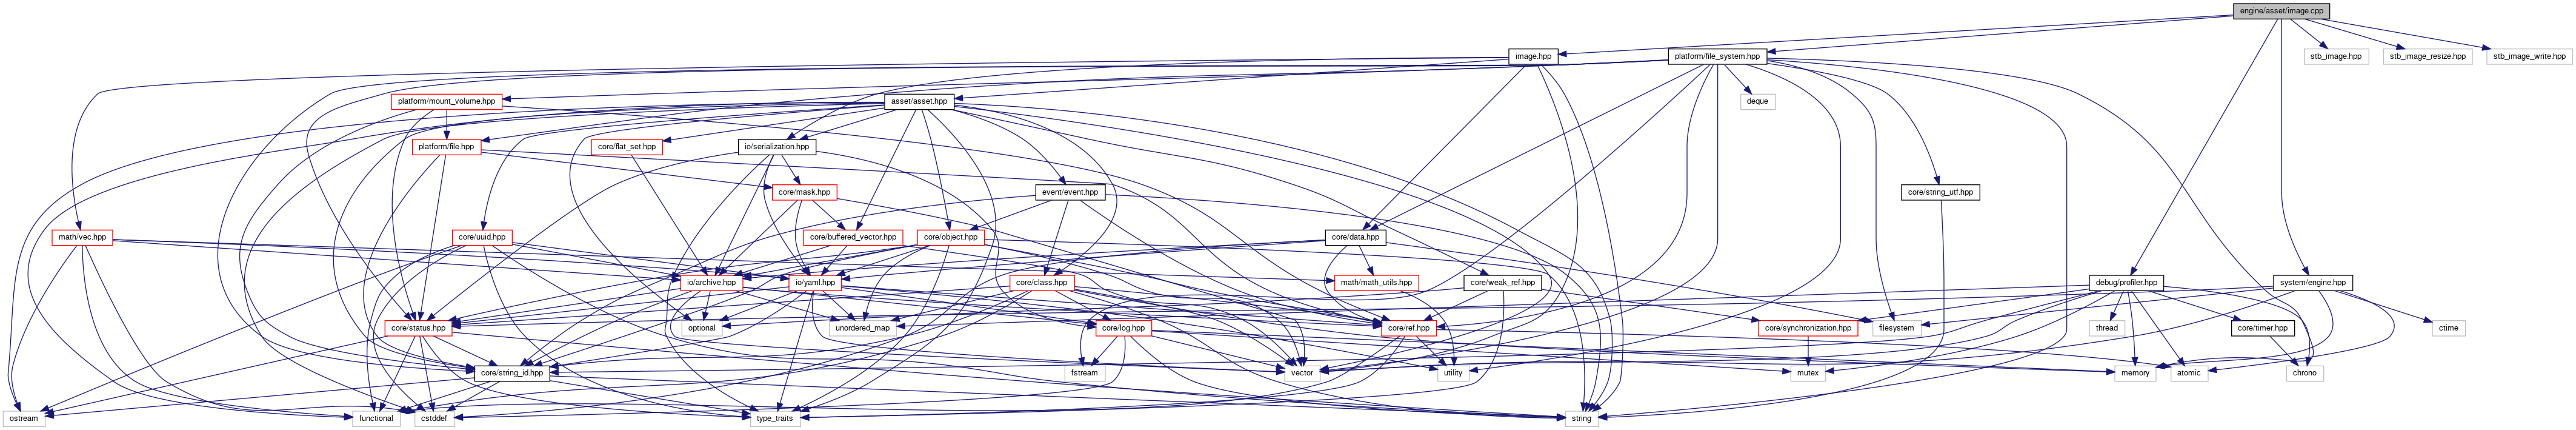 engine/asset/image.cpp
image.hpp
platform/file_system.hpp
stb_image.hpp
stb_image_resize.hpp
stb_image_write.hpp
platform/mount_volume.hpp
asset/asset.hpp
deque
platform/file.hpp
core/flat_set.hpp
io/serialization.hpp
core/mask.hpp
event/event.hpp
core/string_utf.hpp
math/vec.hpp
core/uuid.hpp
core/buffered_vector.hpp
core/object.hpp
core/data.hpp
io/archive.hpp
io/yaml.hpp
core/class.hpp
math/math_utils.hpp
core/weak_ref.hpp
debug/profiler.hpp
system/engine.hpp
core/status.hpp
optional
unordered_map
core/log.hpp
core/ref.hpp
core/synchronization.hpp
filesystem
thread
core/timer.hpp
ctime
core/string_id.hpp
fstream
vector
utility
mutex
memory
atomic
chrono
ostream
functional
cstddef
type_traits
string